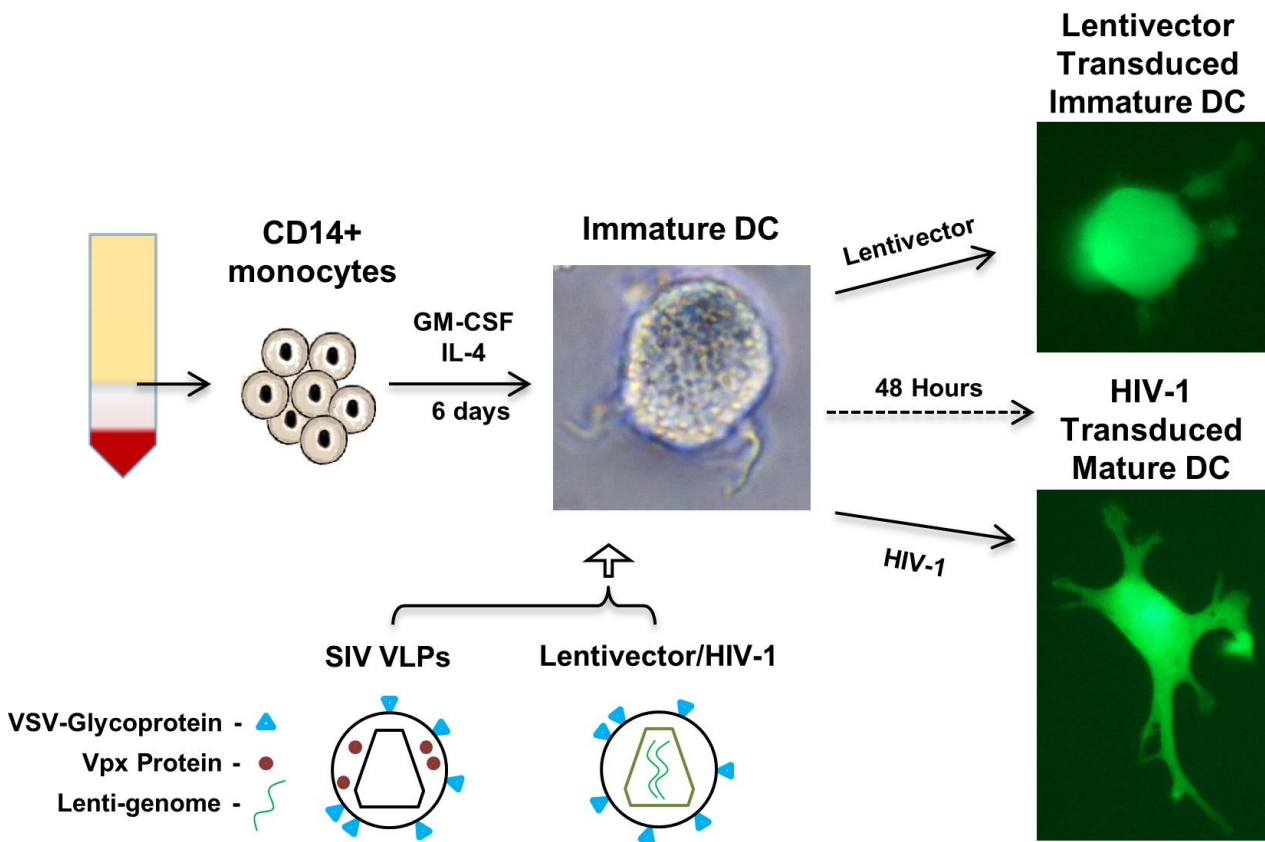 Lentivector
Transduced
Immature DC
CD14+
monocytes
GM-CSF
IL-4
6 days
Immature DC
Lentivector
48 Hours
HIV-1
HIV-1
Transduced
Mature DC
SIV VLPs
Lentivector/HIV-1
VSV-Glycoprotein -
Vpx Protein -
Lenti-genome -